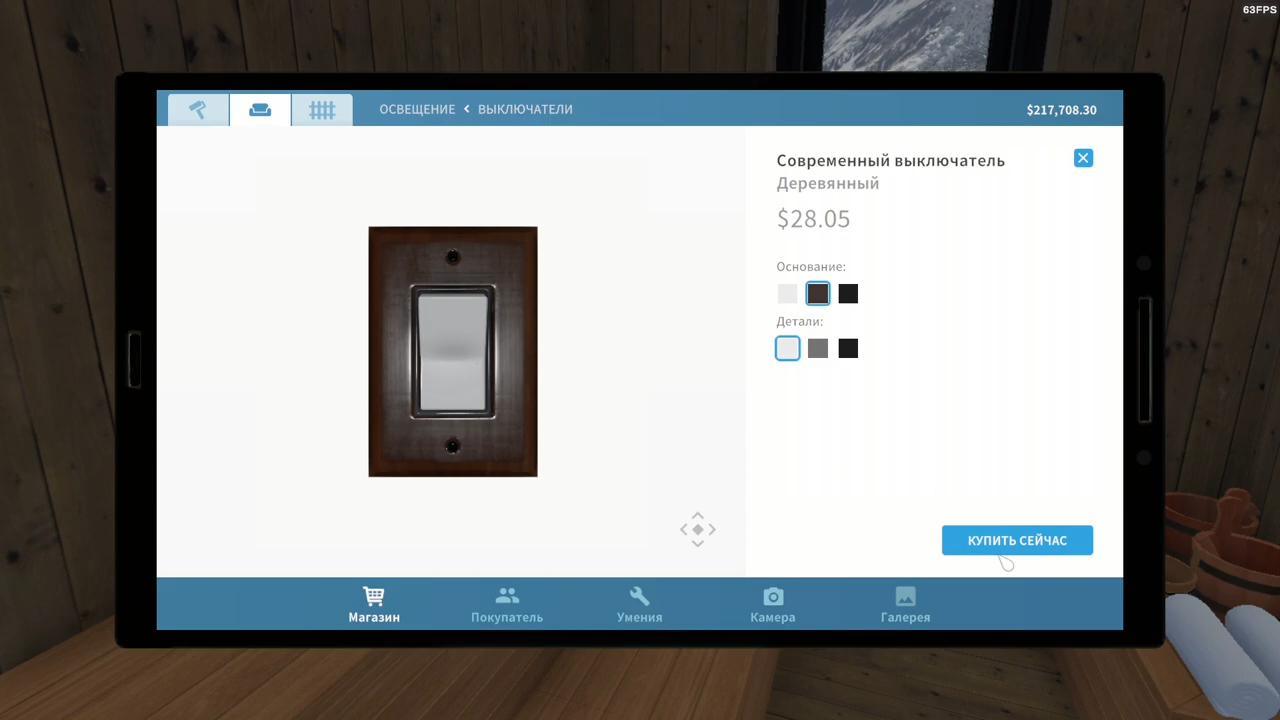 63FPS
ОСВЕЩЕНИЕ < ВЫКЛЮЧАТЕЛИ
$217,708.30
Современный выключатель
Деревянный
$28.05
Основание:
Детали:
КУПИТЬ СЕЙЧАС
Магазин
Покупатель
Умения
Камера
Галерея